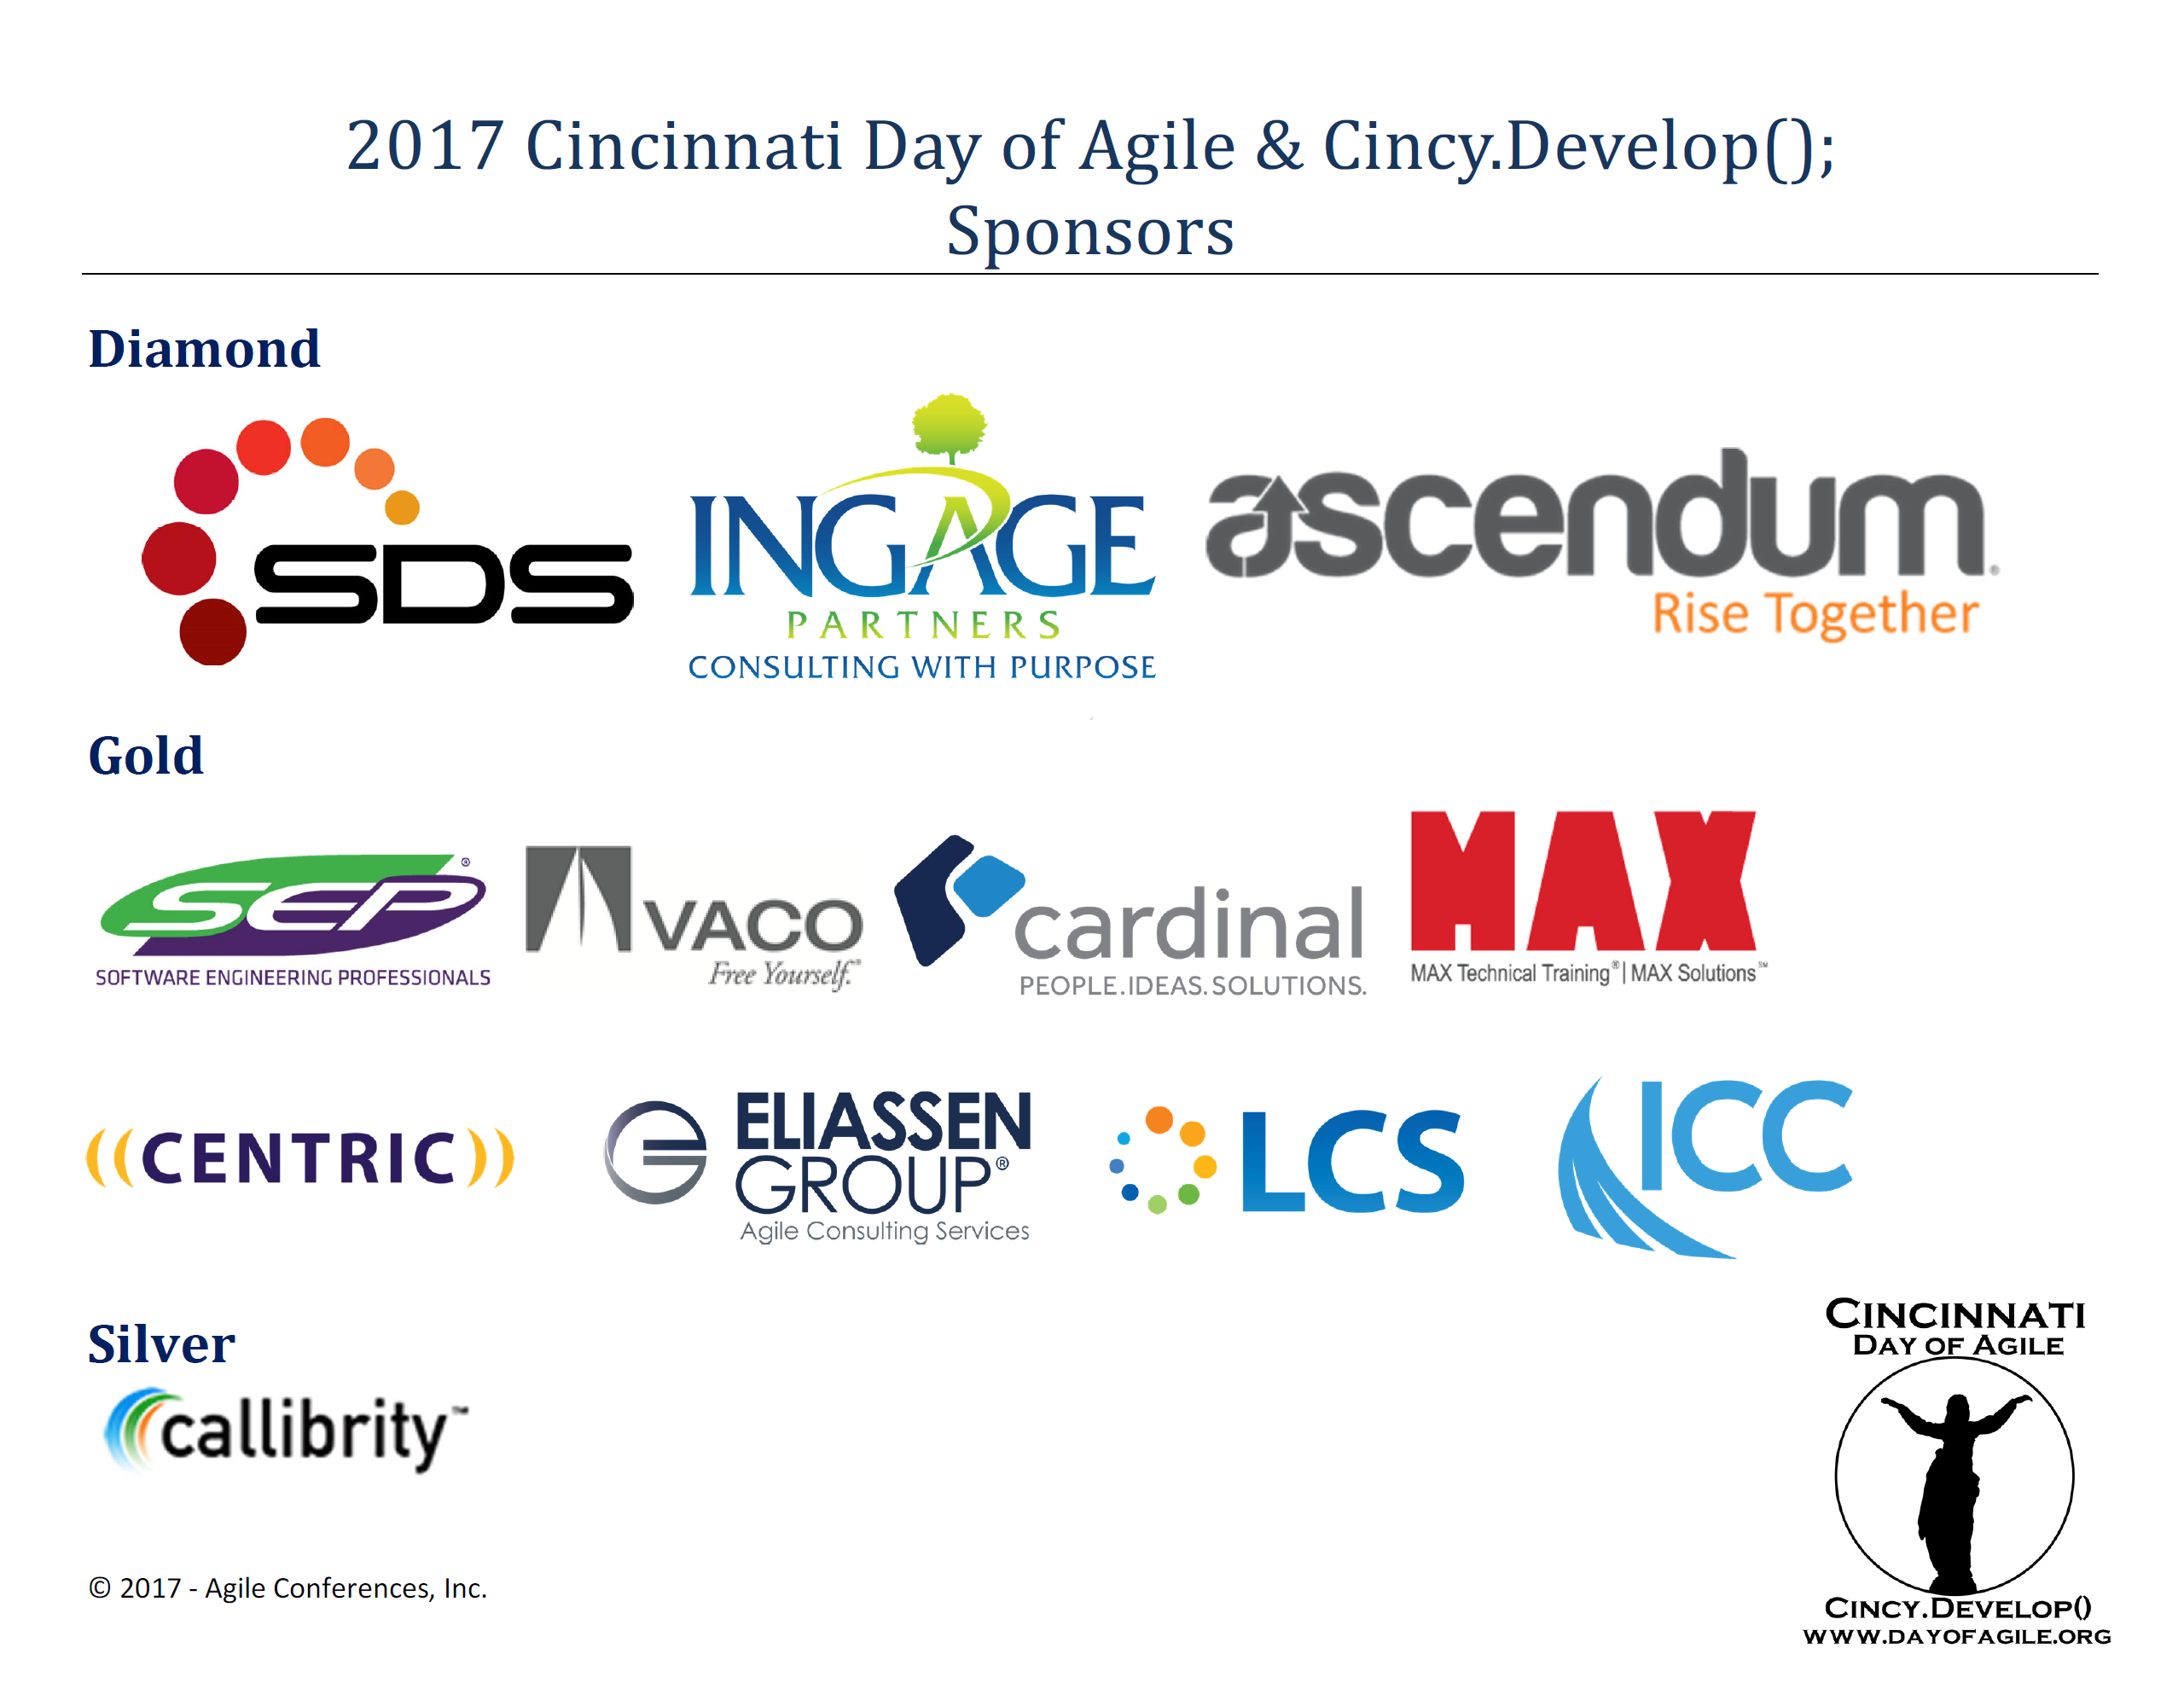 2017 Cincinnati Day of Agile & Cincy.Develop();
Sponsors
Diamond
SDS
INGAGE
PARTNERS
CONSULTING WITH PURPOSE
ascendum®
Rise Together
Gold
SEP®
SOFTWARE ENGINEERING PROFESSIONALS
VACO
Free Yourself.™
cardinal
PEOPLE.IDEAS.SOLUTIONS.
MAX
MAX Technical Training® | MAX Solutions℠
((CENTRIC))
ELIASSEN
GROUP®
Agile Consulting Services
LCS
ICC
Silver
callibrity™
CINCINNATI
DAY OF AGILE
CINCY.DEVELOP()
WWW.DAYOFAGILE.ORG
© 2017 - Agile Conferences, Inc.